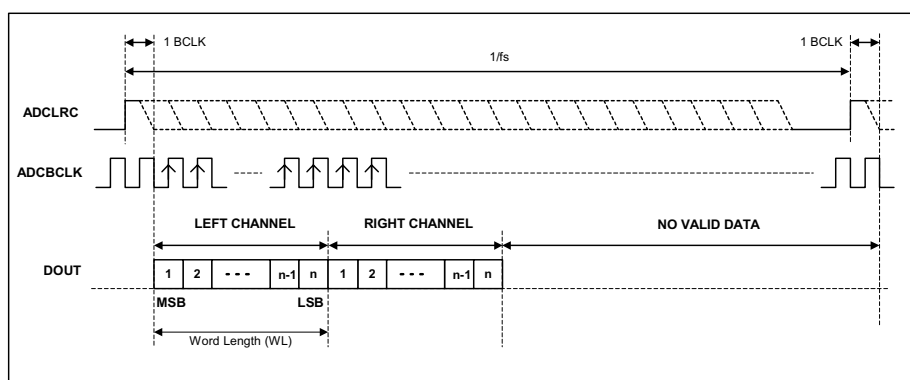 1 BCLK
1 BCLK
1/fs
ADCLRC
ADCBCLK
LEFT CHANNEL
RIGHT CHANNEL
NO VALID DATA
DOUT
1 2 - - - n-1 n 1 2 - - - n-1 n
MSB
LSB
Word Length (WL)